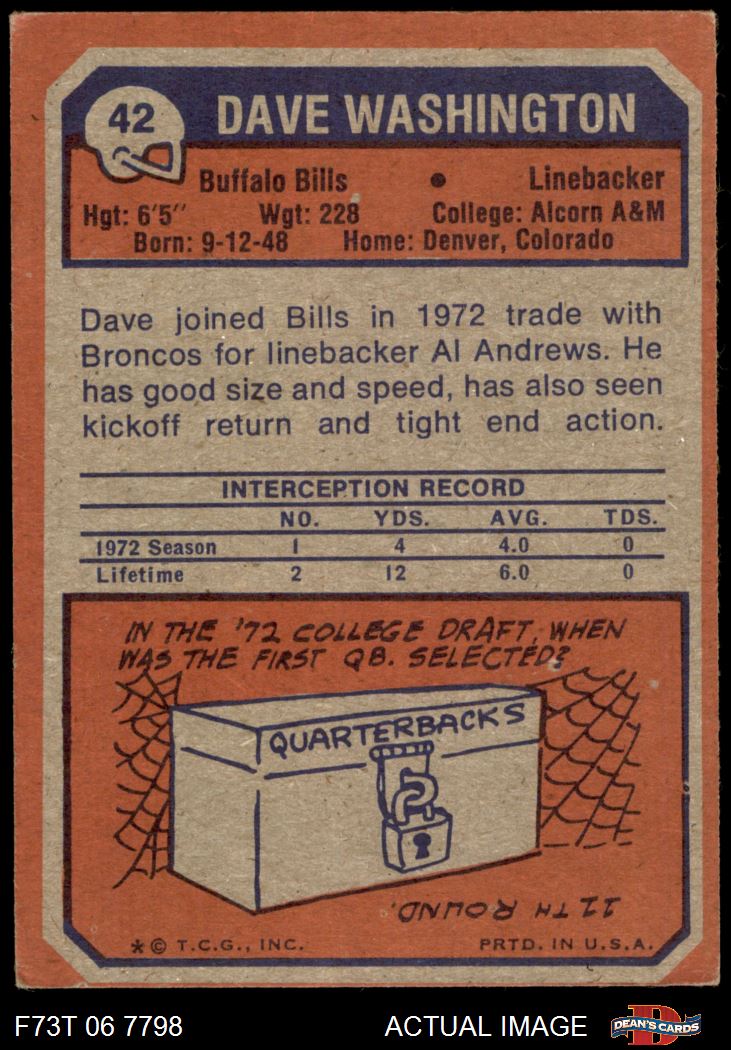 42
DAVE WASHINGTON
Buffalo Bills • Linebacker
Hgt: 6'5" Wgt: 228 College: Alcorn A&M
Born: 9-12-48 Home: Denver, Colorado
Dave joined Bills in 1972 trade with
Broncos for linebacker Al Andrews. He
has good size and speed, has also seen
kickoff return and tight end action.
INTERCEPTION RECORD
NO. YDS. AVG. TDS.
1972 Season 1 4 4.0 0
Lifetime 2 12 6.0 0
IN THE '72 COLLEGE DRAFT, WHEN
WAS THE FIRST QB. SELECTED?
QUARTERBACKS
11TH ROUND.
*© T.C.G., INC. PRTD. IN U.S.A.
F73T 06 7798 ACTUAL IMAGE
D
DEAN'S CARDS